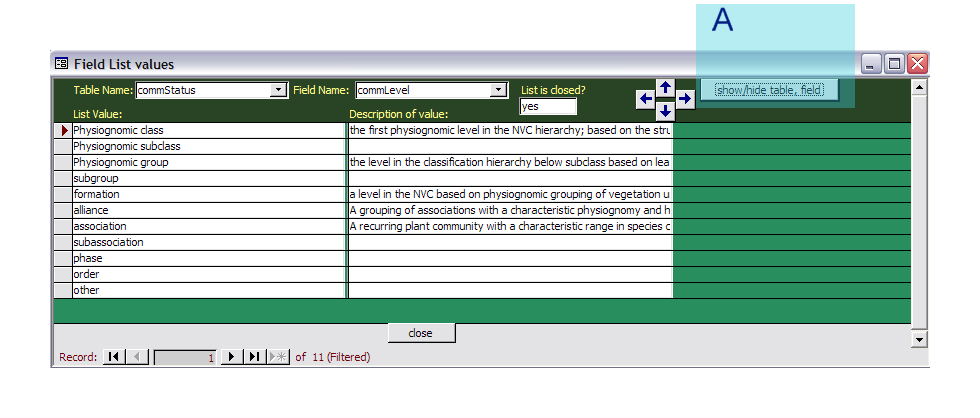 A
Field List values
Table Name: commStatus Field Name: commLevel List is closed? show/hide table, field
yes
List Value: Description of value:
Physiognomic class the first physiognomic level in the NVC hierarchy; based on the stru
Physiognomic subclass
Physiognomic group the level in the classification hierarchy below subclass based on lea
subgroup
formation a level in the NVC based on physiognomic grouping of vegetation u
alliance A grouping of associations with a characteristic physiognomy and h
association A recurring plant community with a characteristic range in species c
subassociation
phase
order
other
close
Record: 1 of 11 (Filtered)